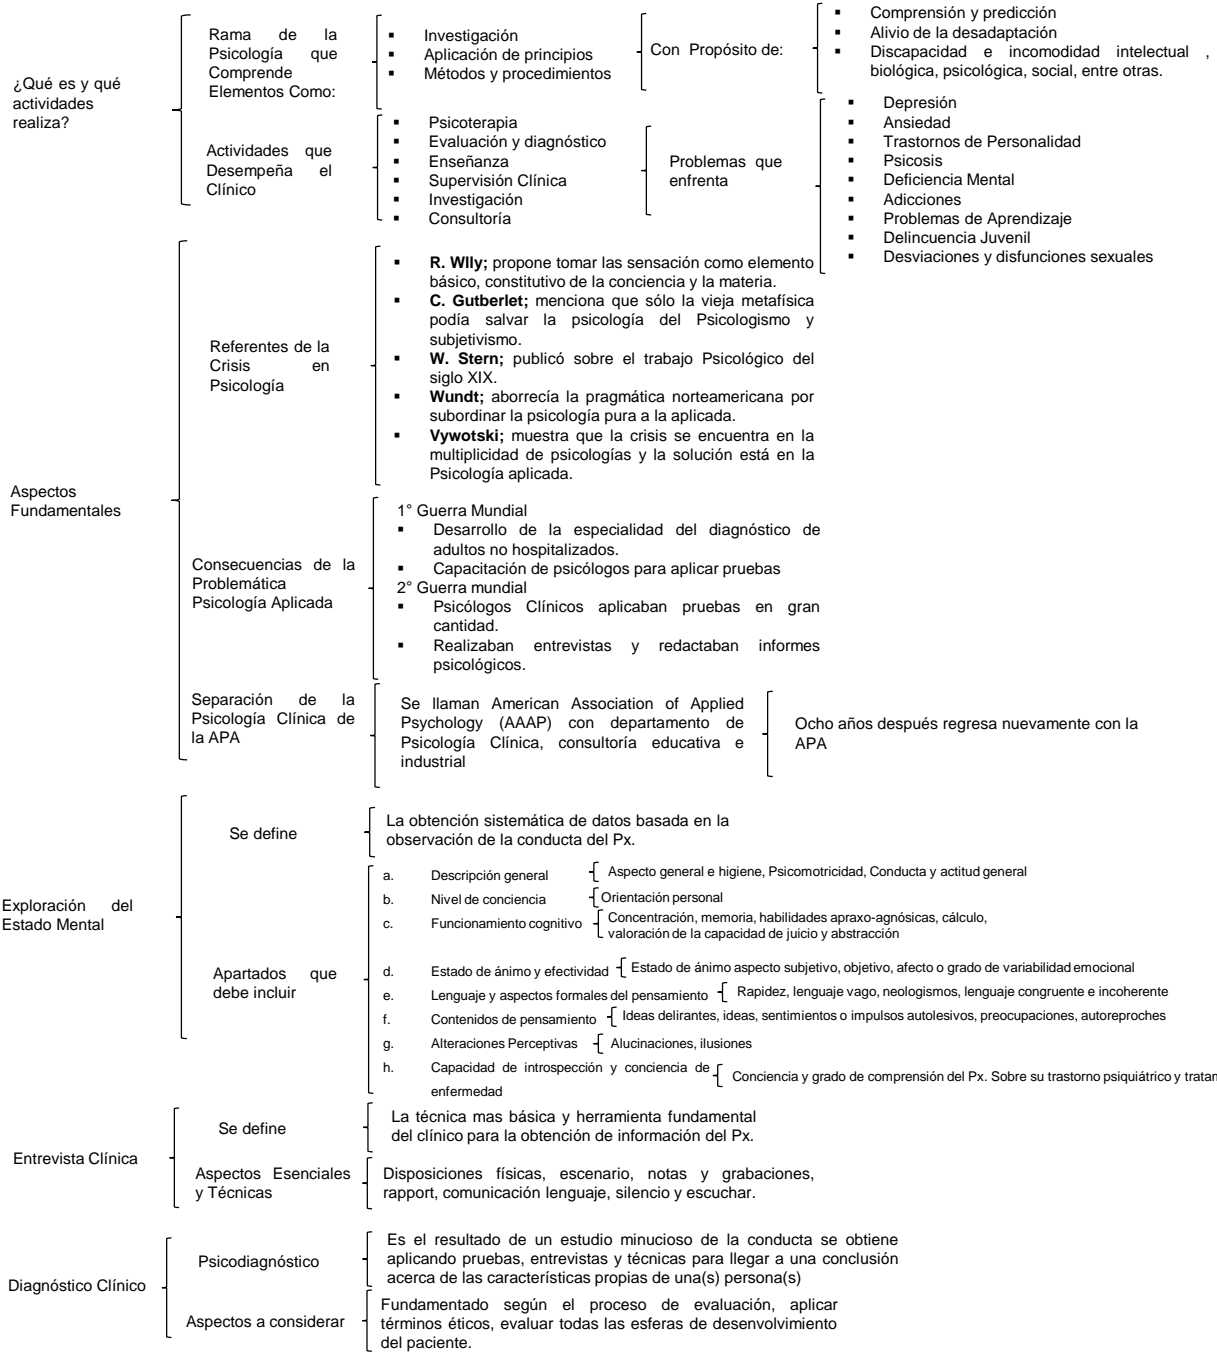 ¿Qué es y qué
actividades
realiza?
Rama de la
Psicología que
Comprende
Elementos Como:
▪ Investigación
▪ Aplicación de principios
▪ Métodos y procedimientos
Con Propósito de:
▪ Comprensión y predicción
▪ Alivio de la desadaptación
▪ Discapacidad e incomodidad intelectual ,
biológica, psicológica, social, entre otras.
Actividades que
Desempeña el
Clínico
▪ Psicoterapia
▪ Evaluación y diagnóstico
▪ Enseñanza
▪ Supervisión Clínica
▪ Investigación
▪ Consultoría
Problemas que
enfrenta
▪ Depresión
▪ Ansiedad
▪ Trastornos de Personalidad
▪ Psicosis
▪ Deficiencia Mental
▪ Adicciones
▪ Problemas de Aprendizaje
▪ Delincuencia Juvenil
▪ Desviaciones y disfunciones sexuales
Aspectos
Fundamentales
Referentes de la
Crisis en
Psicología
▪ R. Wlly; propone tomar las sensación como elemento
básico, constitutivo de la conciencia y la materia.
▪ C. Gutberlet; menciona que sólo la vieja metafísica
podía salvar la psicología del Psicologismo y
subjetivismo.
▪ W. Stern; publicó sobre el trabajo Psicológico del
siglo XIX.
▪ Wundt; aborrecía la pragmática norteamericana por
subordinar la psicología pura a la aplicada.
▪ Vywotski; muestra que la crisis se encuentra en la
multiplicidad de psicologías y la solución está en la
Psicología aplicada.
Consecuencias de la
Problemática
Psicología Aplicada
1° Guerra Mundial
▪ Desarrollo de la especialidad del diagnóstico de
adultos no hospitalizados.
▪ Capacitación de psicólogos para aplicar pruebas
2° Guerra mundial
▪ Psicólogos Clínicos aplicaban pruebas en gran
cantidad.
▪ Realizaban entrevistas y redactaban informes
psicológicos.
Separación de la
Psicología Clínica de
la APA
Se llaman American Association of Applied
Psychology (AAAP) con departamento de
Psicología Clínica, consultoría educativa e
industrial
Ocho años después regresa nuevamente con la
APA
Exploración del
Estado Mental
Se define
La obtención sistemática de datos basada en la
observación de la conducta del Px.
Apartados que
debe incluir
a. Descripción general
Aspecto general e higiene, Psicomotricidad, Conducta y actitud general
b. Nivel de conciencia
Orientación personal
c. Funcionamiento cognitivo
Concentración, memoria, habilidades apraxo-agnósicas, cálculo,
valoración de la capacidad de juicio y abstracción
d. Estado de ánimo y efectividad
Estado de ánimo aspecto subjetivo, objetivo, afecto o grado de variabilidad emocional
e. Lenguaje y aspectos formales del pensamiento
Rapidez, lenguaje vago, neologismos, lenguaje congruente e incoherente
f. Contenidos de pensamiento
Ideas delirantes, ideas, sentimientos o impulsos autolesivos, preocupaciones, autoreproches
g. Alteraciones Perceptivas
Alucinaciones, ilusiones
h. Capacidad de introspección y conciencia de
enfermedad
Conciencia y grado de comprensión del Px. Sobre su trastorno psiquiátrico y
Entrevista Clínica
Se define
La técnica mas básica y herramienta fundamental
del clínico para la obtención de información del Px.
Aspectos Esenciales
y Técnicas
Disposiciones físicas, escenario, notas y grabaciones,
rapport, comunicación lenguaje, silencio y escuchar.
Diagnóstico Clínico
Psicodiagnóstico
Es el resultado de un estudio minucioso de la conducta se obtiene
aplicando pruebas, entrevistas y técnicas para llegar a una conclusión
acerca de las características propias de una(s) persona(s)
Aspectos a considerar
Fundamentado según el proceso de evaluación, aplicar
términos éticos, evaluar todas las esferas de desenvolvimiento
del paciente.